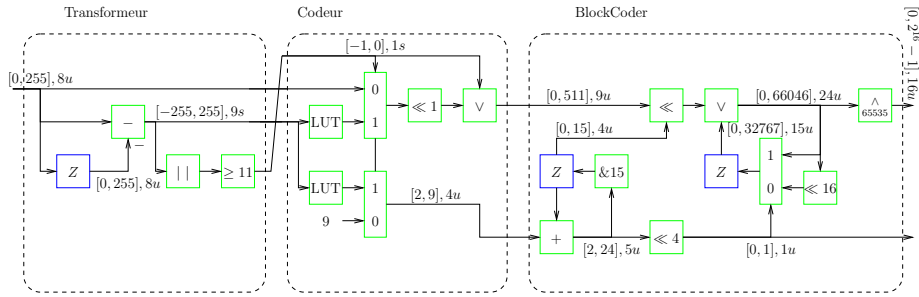 Transformeur
Codeur
BlockCoder
[0, 2^16 − 1], 16u
[0, 255], 8u
[−1, 0], 1s
[−255, 255], 9s
−
−
Z
[0, 255], 8u
| |
≥ 11
LUT
LUT
9
0
1
1
0
≪ 1
∨
[2, 9], 4u
[0, 511], 9u
≪
∨
[0, 66046], 24u
∧
65535
[0, 15], 4u
[0, 32767], 15u
Z
&15
Z
1
0
≪ 16
+
[2, 24], 5u
≪ 4
[0, 1], 1u